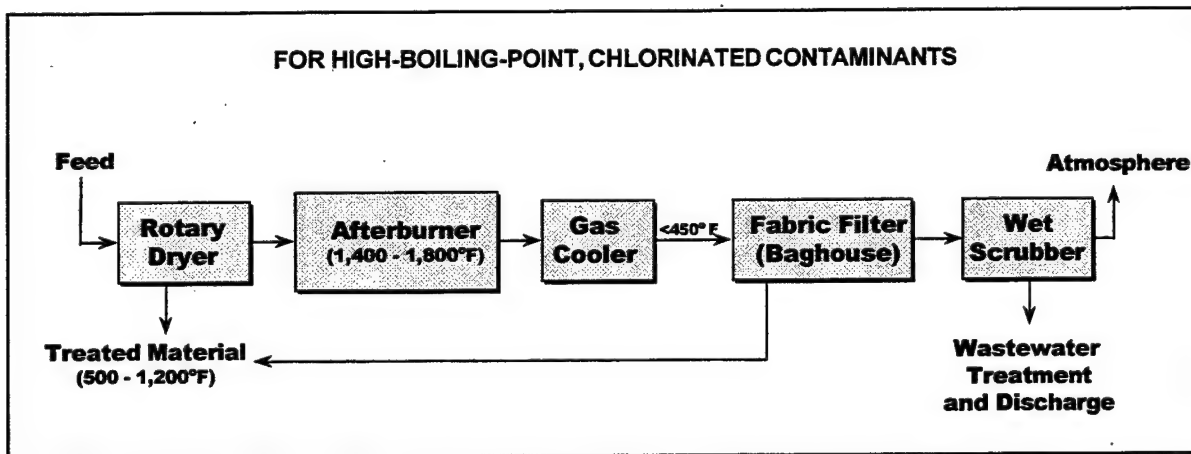 FOR HIGH-BOILING-POINT, CHLORINATED CONTAMINANTS
Feed
Atmosphere
Rotary
Dryer
Afterburner
(1,400 - 1,800°F)
Gas
Cooler
<450° F
Fabric Filter
(Baghouse)
Wet
Scrubber
Treated Material
(500 - 1,200°F)
Wastewater
Treatment
and Discharge